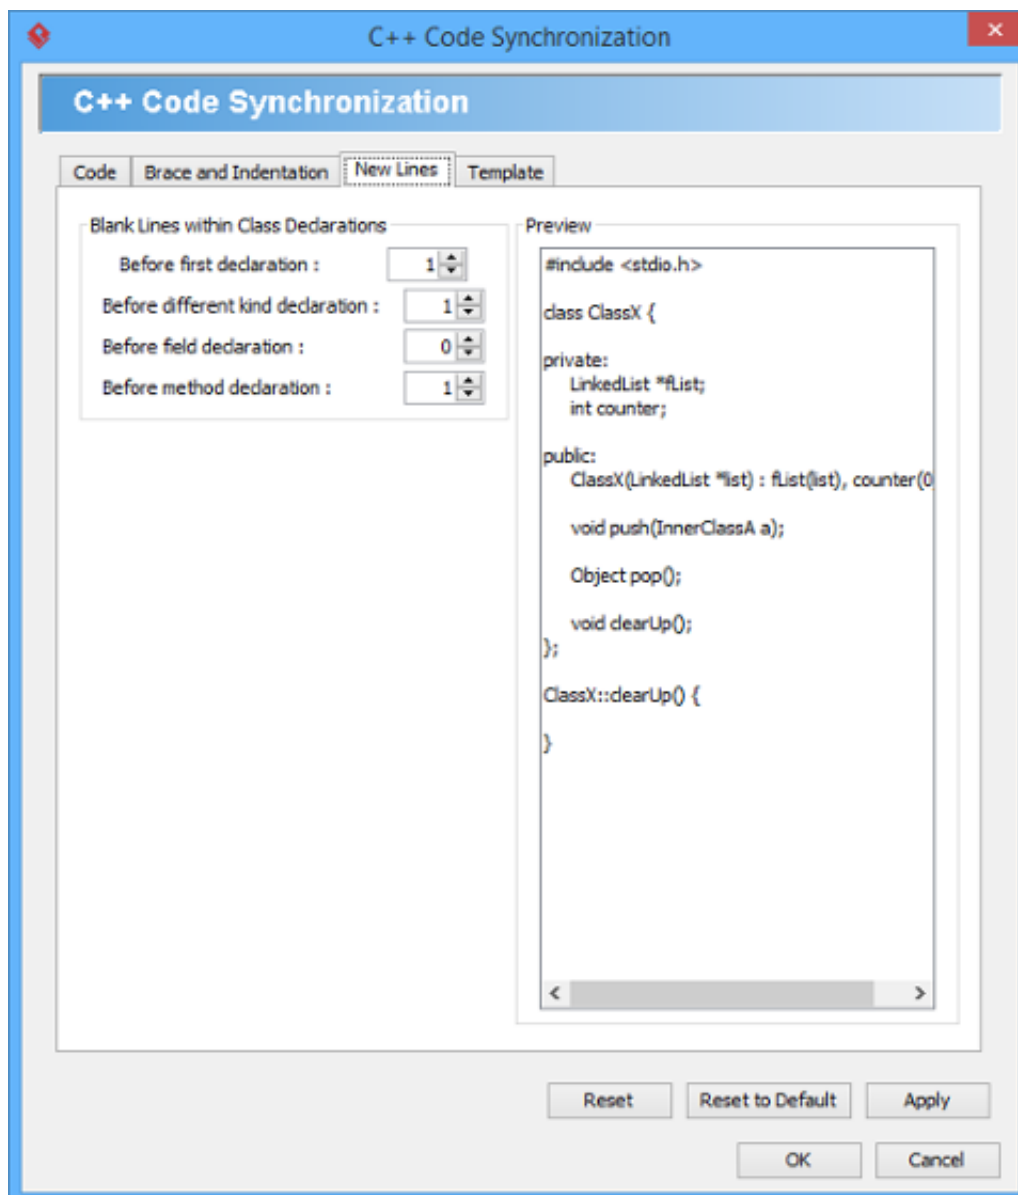 C++ Code Synchronization
C++ Code Synchronization
Code Brace and Indentation New Lines Template
Blank Lines within Class Declarations
Before first declaration : 1
Before different kind declaration : 1
Before field declaration : 0
Before method declaration : 1
Preview
#include <stdio.h>
class ClassX {
private:
LinkedList *fList;
int counter;
public:
ClassX(LinkedList *list) : fList(list), counter(0
void push(InnerClassA a);
Object pop();
void clearUp();
};
ClassX::clearUp() {
}
Reset Reset to Default Apply
OK Cancel